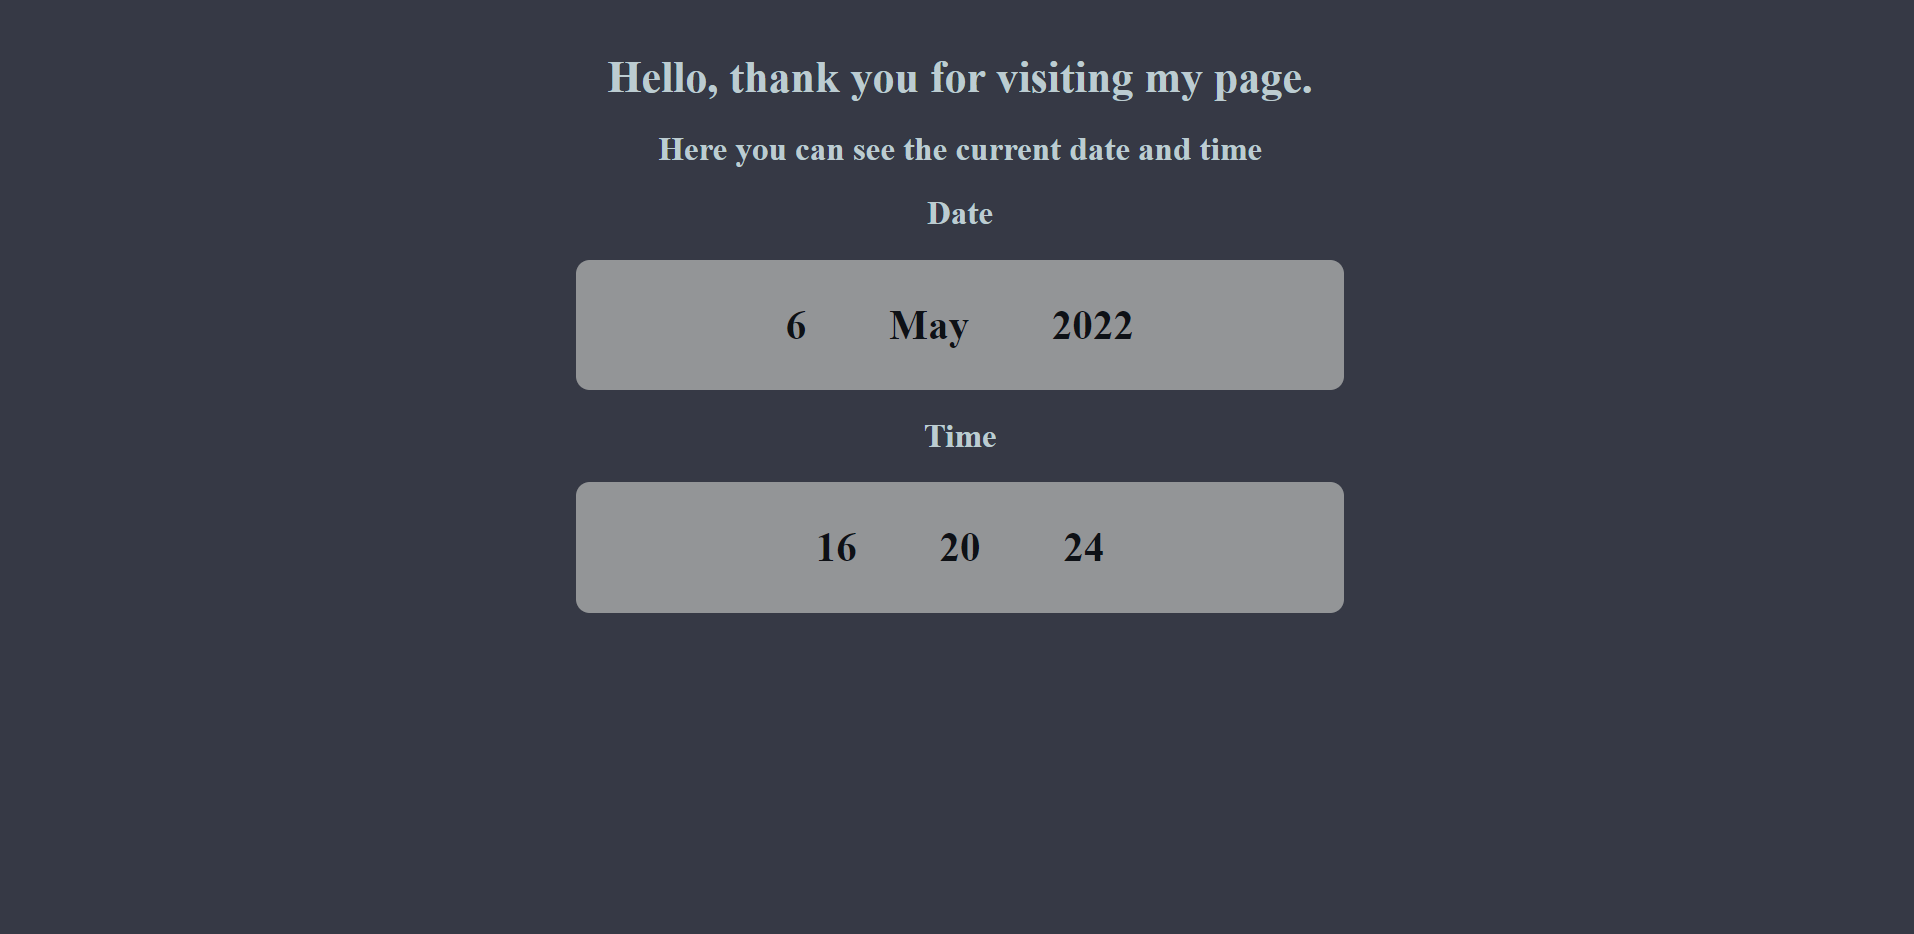 Hello, thank you for visiting my page.
Here you can see the current date and time
Date
6 May 2022
Time
16 20 24